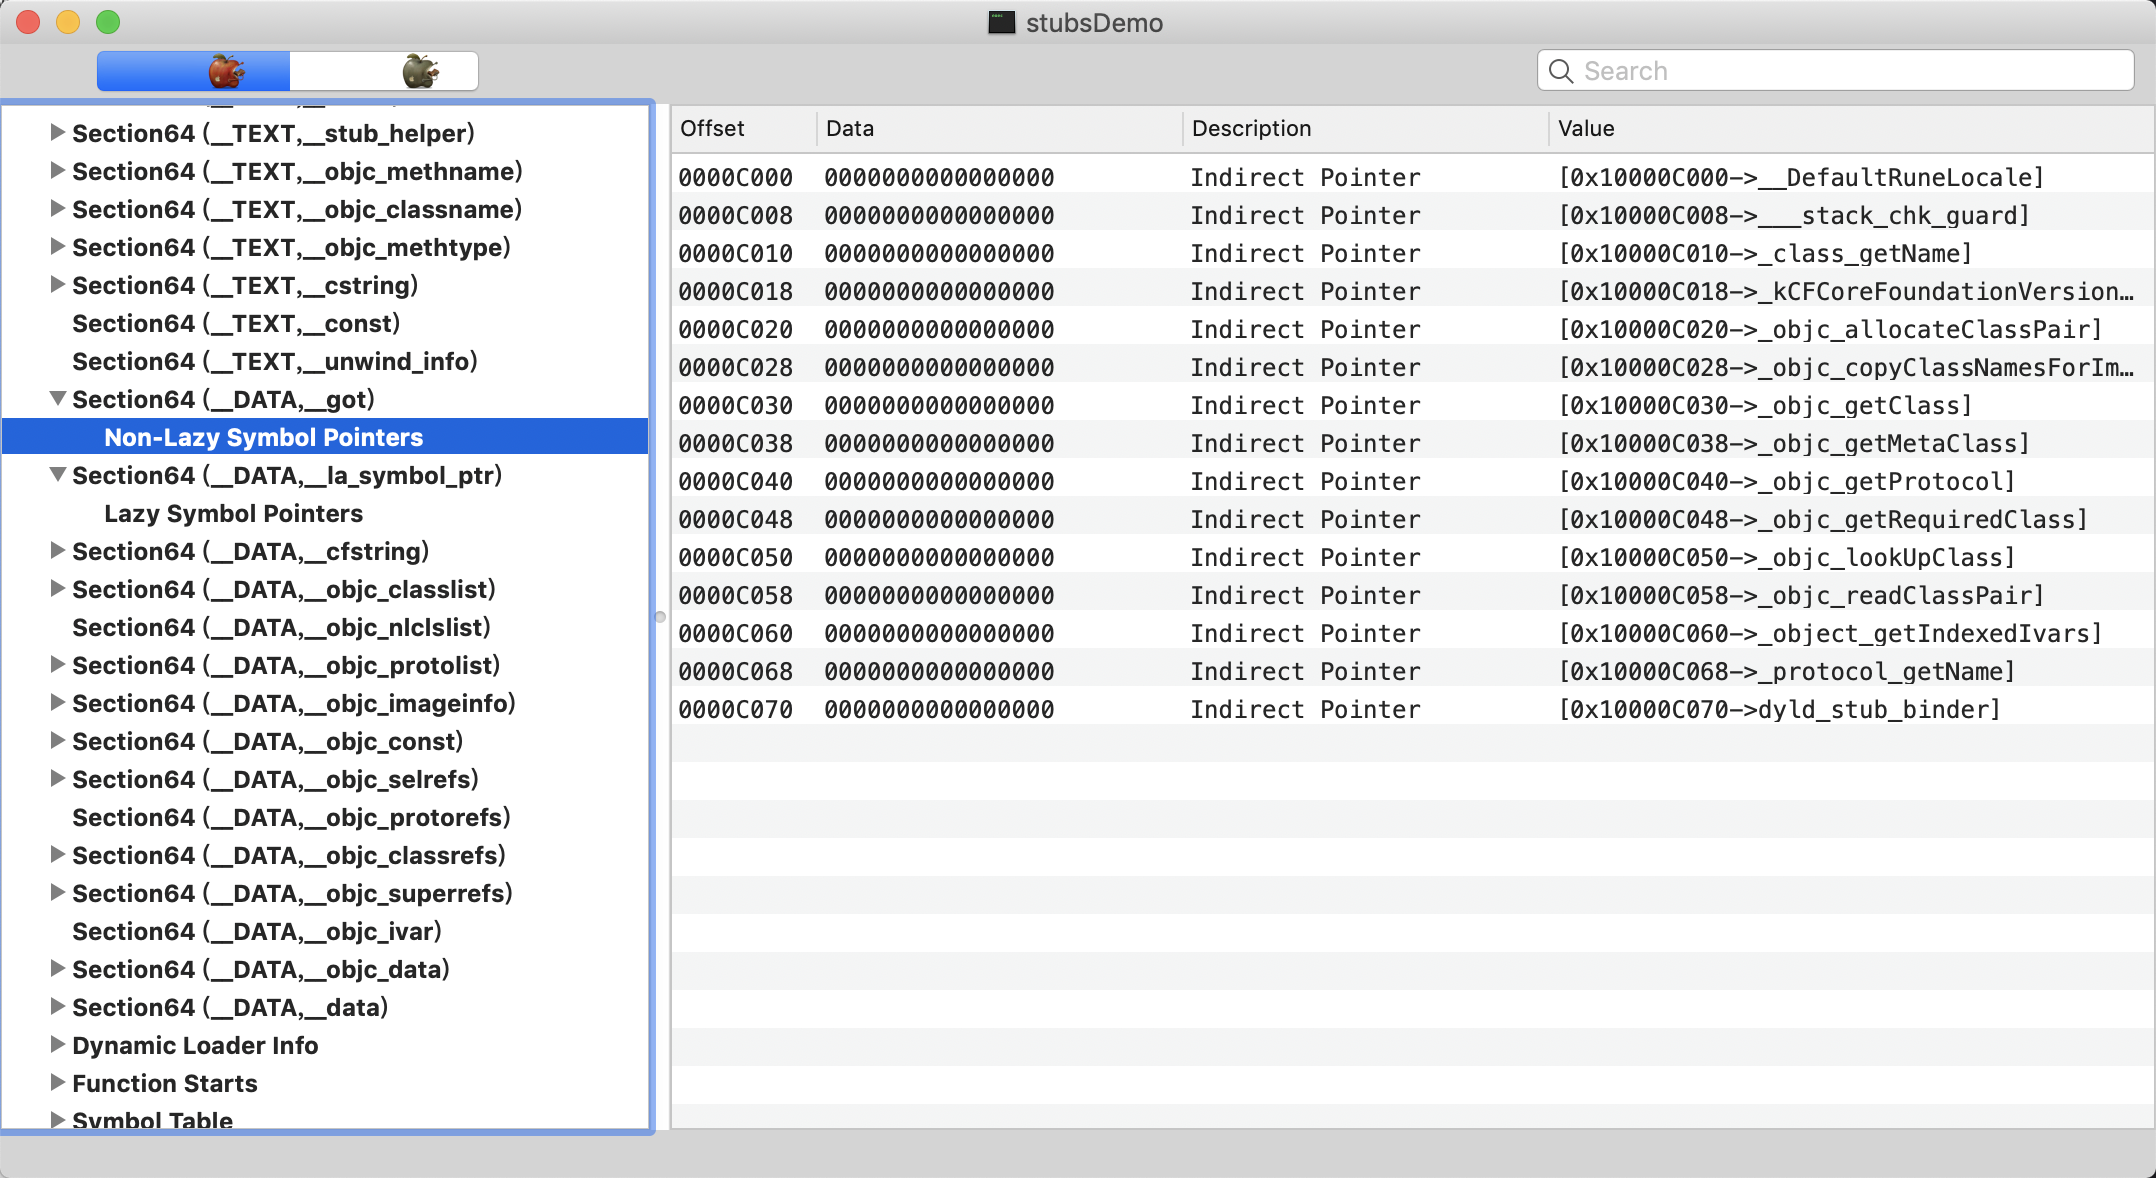 stubsDemo
Search
Section64 (__TEXT,__stub_helper)
Section64 (__TEXT,__objc_methname)
Section64 (__TEXT,__objc_classname)
Section64 (__TEXT,__objc_methtype)
Section64 (__TEXT,__cstring)
Section64 (__TEXT,__const)
Section64 (__TEXT,__unwind_info)
Section64 (__DATA,__got)
Non-Lazy Symbol Pointers
Section64 (__DATA,__la_symbol_ptr)
Lazy Symbol Pointers
Section64 (__DATA,__cfstring)
Section64 (__DATA,__objc_classlist)
Section64 (__DATA,__objc_nlclslist)
Section64 (__DATA,__objc_protolist)
Section64 (__DATA,__objc_imageinfo)
Section64 (__DATA,__objc_const)
Section64 (__DATA,__objc_selrefs)
Section64 (__DATA,__objc_protorefs)
Section64 (__DATA,__objc_classrefs)
Section64 (__DATA,__objc_superrefs)
Section64 (__DATA,__objc_ivar)
Section64 (__DATA,__objc_data)
Section64 (__DATA,__data)
Dynamic Loader Info
Function Starts
Symbol Table
Offset Data Description Value
0000C000 0000000000000000 Indirect Pointer [0x10000C000->__DefaultRuneLocale]
0000C008 0000000000000000 Indirect Pointer [0x10000C008->___stack_chk_guard]
0000C010 0000000000000000 Indirect Pointer [0x10000C010->_class_getName]
0000C018 0000000000000000 Indirect Pointer [0x10000C018->_kCFCoreFoundationVersion…
0000C020 0000000000000000 Indirect Pointer [0x10000C020->_objc_allocateClassPair]
0000C028 0000000000000000 Indirect Pointer [0x10000C028->_objc_copyClassNamesForIm…
0000C030 0000000000000000 Indirect Pointer [0x10000C030->_objc_getClass]
0000C038 0000000000000000 Indirect Pointer [0x10000C038->_objc_getMetaClass]
0000C040 0000000000000000 Indirect Pointer [0x10000C040->_objc_getProtocol]
0000C048 0000000000000000 Indirect Pointer [0x10000C048->_objc_getRequiredClass]
0000C050 0000000000000000 Indirect Pointer [0x10000C050->_objc_lookUpClass]
0000C058 0000000000000000 Indirect Pointer [0x10000C058->_objc_readClassPair]
0000C060 0000000000000000 Indirect Pointer [0x10000C060->_object_getIndexedIvars]
0000C068 0000000000000000 Indirect Pointer [0x10000C068->_protocol_getName]
0000C070 0000000000000000 Indirect Pointer [0x10000C070->dyld_stub_binder]